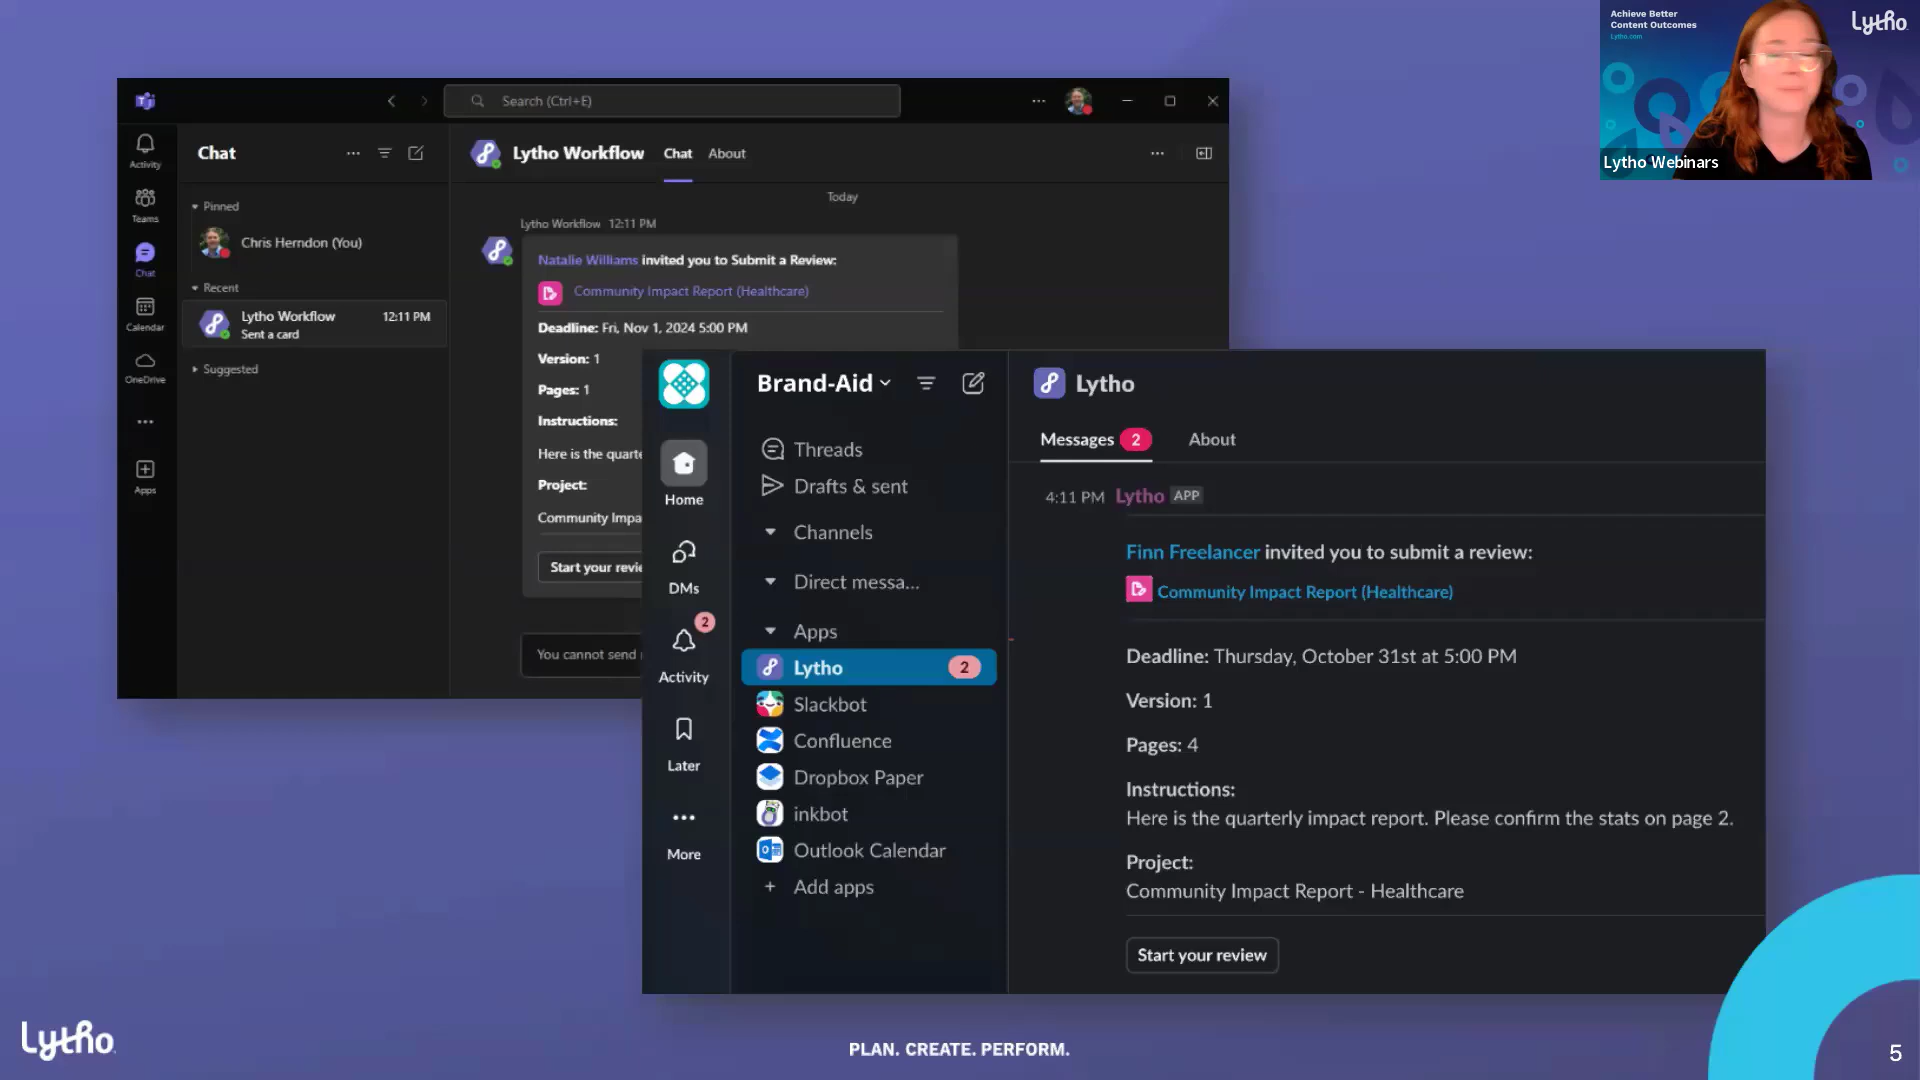 Achieve Better
Content Outcomes
Lytho.com
Lytho
Lytho Webinars
Search (Ctrl+E)
Activity
Teams
Chat
Calendar
OneDrive
Apps
Chat
Pinned
Chris Herndon (You)
Recent
Lytho Workflow 12:11 PM
Sent a card
Suggested
Lytho Workflow Chat About
Today
Lytho Workflow 12:11 PM
Natalie Williams invited you to Submit a Review:
Community Impact Report (Healthcare)
Deadline: Fri, Nov 1, 2024 5:00 PM
Version: 1
Pages: 1
Instructions:
Here is the quarte
Project:
Community Impa
Start your revie
You cannot send
Home
DMs
2
Activity
Later
More
Brand-Aid
Threads
Drafts & sent
Channels
Direct messa...
Apps
Lytho 2
Slackbot
Confluence
Dropbox Paper
inkbot
Outlook Calendar
+ Add apps
Lytho
Messages 2 About
4:11 PM Lytho APP
Finn Freelancer invited you to submit a review:
Community Impact Report (Healthcare)
Deadline: Thursday, October 31st at 5:00 PM
Version: 1
Pages: 4
Instructions:
Here is the quarterly impact report. Please confirm the stats on page 2.
Project:
Community Impact Report - Healthcare
Start your review
Lytho
PLAN. CREATE. PERFORM.
5